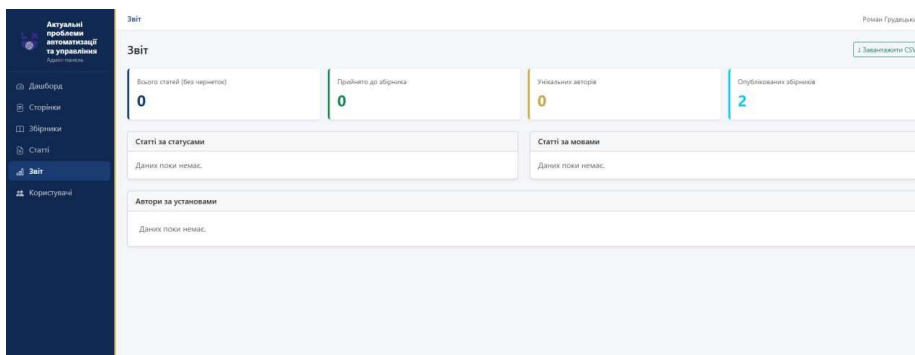 Актуальні
проблеми
автоматизації
та управління
Адмін-панель
Дашборд
Сторінки
Збірники
Статті
Звіт
Користувачі
Звіт
Роман Грудецьк
Звіт
↓ Завантажити CSV
Всього статей (без чернеток)
0
Прийнято до збірника
0
Унікальних авторів
0
Опублікованих збірників
2
Статті за статусами
Даних поки немає.
Статті за мовами
Даних поки немає.
Автори за установами
Даних поки немає.